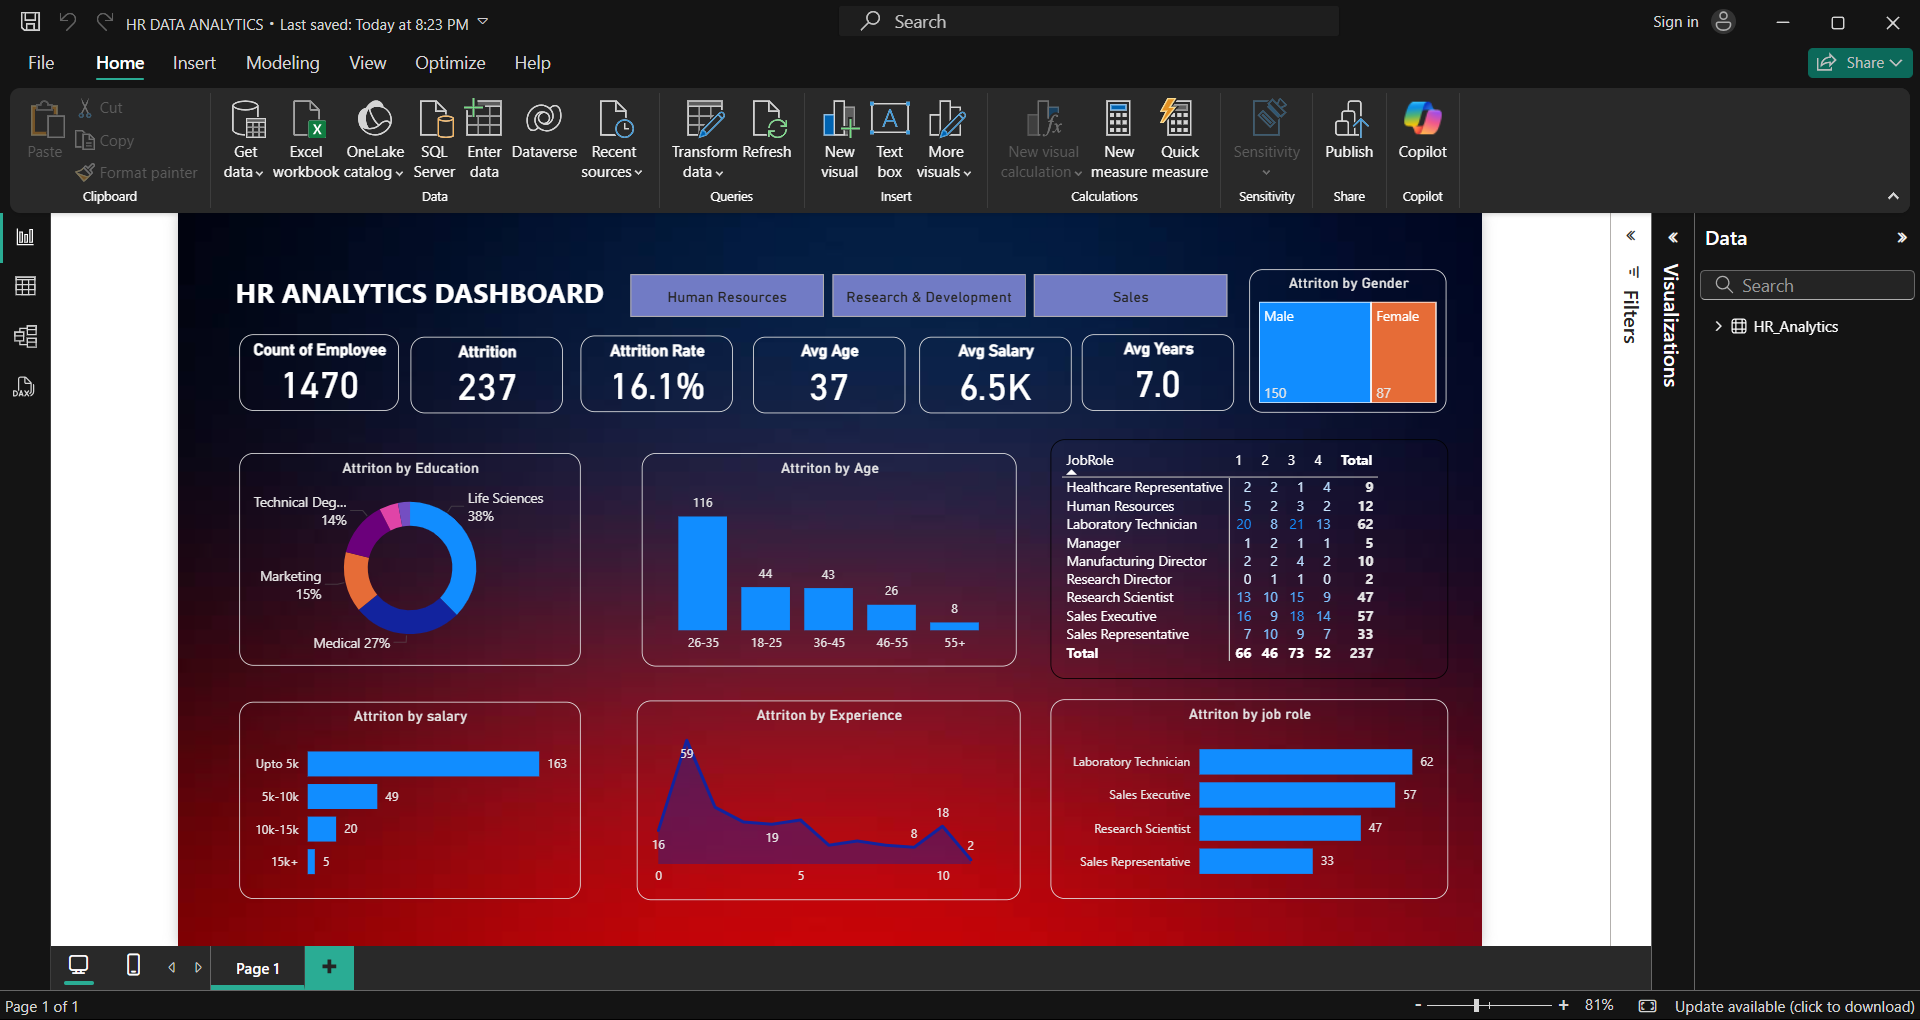 HR DATA ANALYTICS • Last saved: Today at 8:23 PM
Search
Sign in
File Home Insert Modeling View Optimize Help
Share
Paste
Cut
Copy
Format painter
Clipboard
Get data
Excel workbook
OneLake catalog
SQL Server
Enter data
Dataverse
Recent sources
Data
Transform data
Refresh
Queries
New visual
Text box
More visuals
Insert
New visual calculation
New measure
Quick measure
Calculations
Sensitivity
Sensitivity
Publish
Share
Copilot
Copilot
DAX
HR ANALYTICS DASHBOARD
Human Resources
Research & Development
Sales
Attriton by Gender
Male
150
Female
87
Count of Employee
1470
Attrition
237
Attrition Rate
16.1%
Avg Age
37
Avg Salary
6.5K
Avg Years
7.0
Attriton by Education
Technical Deg...
14%
Life Sciences
38%
Marketing
15%
Medical 27%
Attriton by Age
116
44
43
26
8
26-35
18-25
36-45
46-55
55+
JobRole 1 2 3 4 Total
Healthcare Representative 2 2 1 4 9
Human Resources 5 2 3 2 12
Laboratory Technician 20 8 21 13 62
Manager 1 2 1 1 5
Manufacturing Director 2 2 4 2 10
Research Director 0 1 1 0 2
Research Scientist 13 10 15 9 47
Sales Executive 16 9 18 14 57
Sales Representative 7 10 9 7 33
Total 66 46 73 52 237
Attriton by salary
Upto 5k 163
5k-10k 49
10k-15k 20
15k+ 5
Attriton by Experience
59
16
19
8
18
2
0
5
10
Attriton by job role
Laboratory Technician 62
Sales Executive 57
Research Scientist 47
Sales Representative 33
Filters
Visualizations
Data
Search
HR_Analytics
Page 1
+
Page 1 of 1
- + 81%
Update available (click to download)